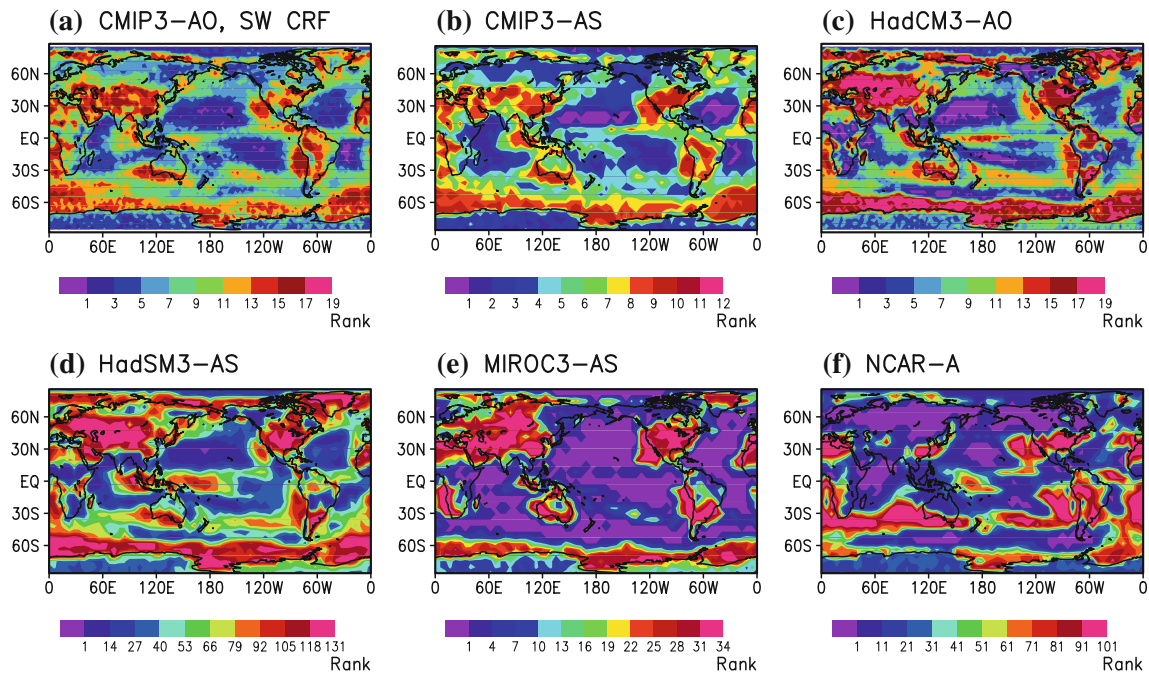 (a) CMIP3-AO, SW CRF
(b) CMIP3-AS
(c) HadCM3-AO
60N
30N
EQ
30S
60S
0 60E 120E 180 120W 60W 0
60N
30N
EQ
30S
60S
0 60E 120E 180 120W 60W 0
60N
30N
EQ
30S
60S
0 60E 120E 180 120W 60W 0
1 3 5 7 9 11 13 15 17 19
Rank
1 2 3 4 5 6 7 8 9 10 11 12
Rank
1 3 5 7 9 11 13 15 17 19
Rank
(d) HadSM3-AS
(e) MIROC3-AS
(f) NCAR-A
60N
30N
EQ
30S
60S
0 60E 120E 180 120W 60W 0
60N
30N
EQ
30S
60S
0 60E 120E 180 120W 60W 0
60N
30N
EQ
30S
60S
0 60E 120E 180 120W 60W 0
1 14 27 40 53 66 79 92 105 118 131
Rank
1 4 7 10 13 16 19 22 25 28 31 34
Rank
1 11 21 31 41 51 61 71 81 91 101
Rank